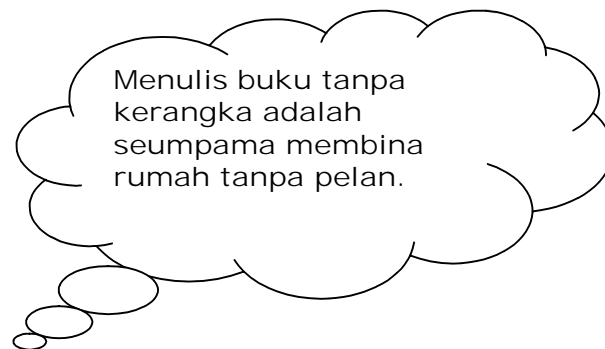 Menulis buku tanpa
kerangka adalah
seumpama membina
rumah tanpa pelan.